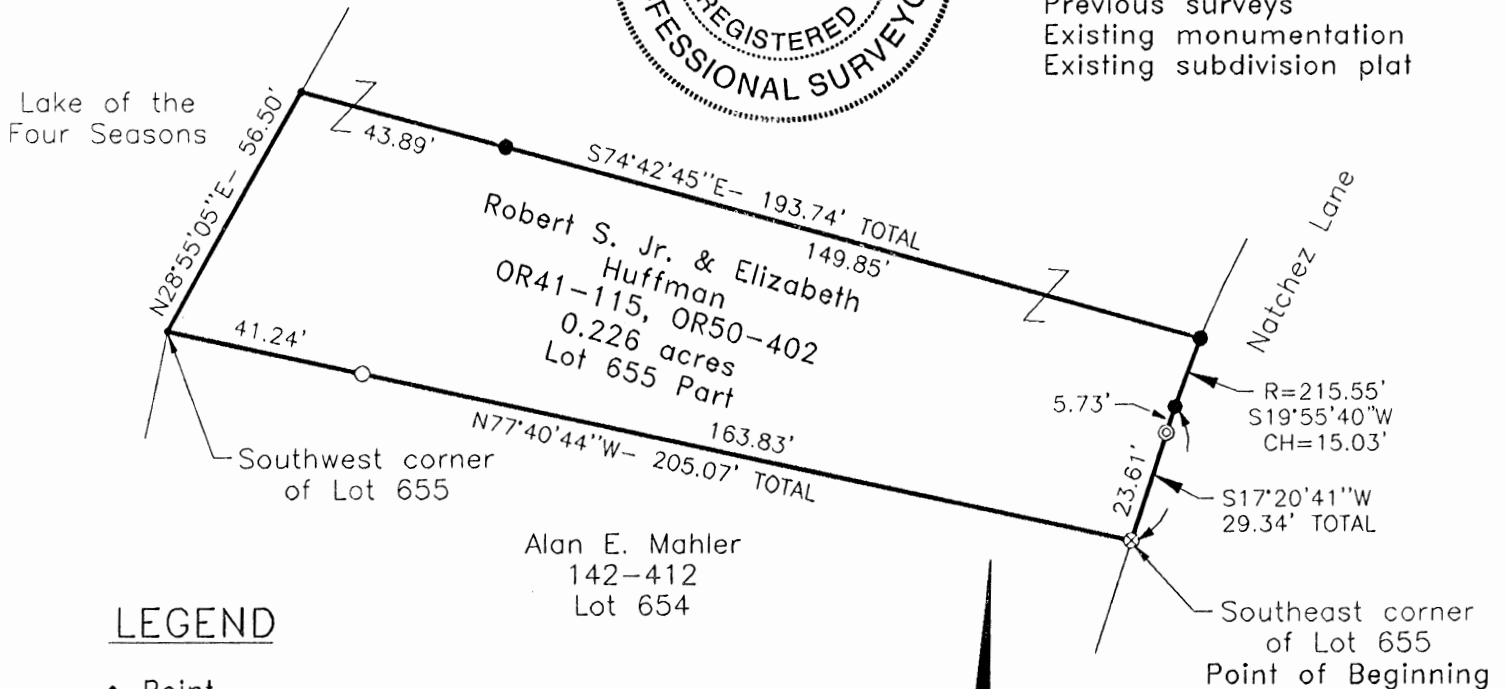 REGISTERED
FESSIONAL SURVEYO
Previous surveys
Existing monumentation
Existing subdivision plat
Lake of the
Four Seasons
N28°55'05"E- 56.50'
43.89'
S74°42'45"E- 193.74' TOTAL
149.85'
Robert S. Jr. & Elizabeth
Huffman
OR41-115, OR50-402
0.226 acres
Lot 655 Part
Natchez Lane
R=215.55'
S19°55'40"W
CH=15.03'
5.73'
23.61'
S17°20'41"W
29.34' TOTAL
41.24'
N77°40'44"W- 205.07' TOTAL
163.83'
Southwest corner
of Lot 655
Alan E. Mahler
142-412
Lot 654
Southeast corner
of Lot 655
Point of Beginning
LEGEND
Point